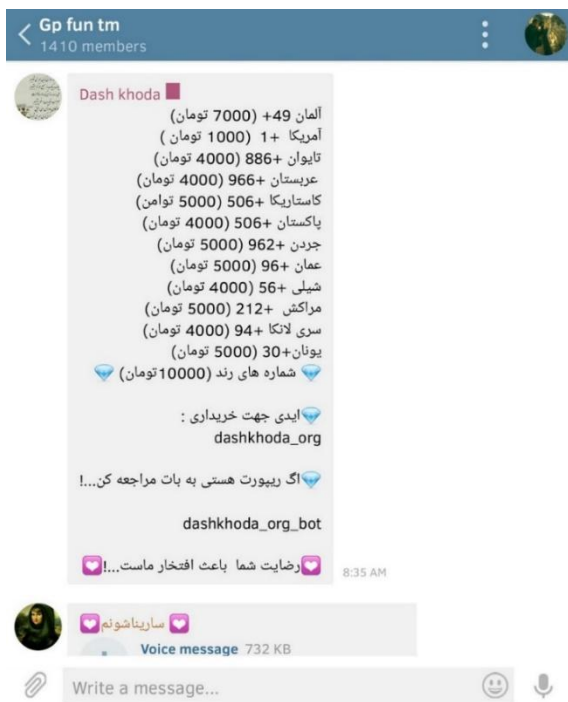 Gp fun tm
1410 members
Dash khoda
آلمان 49+ (7000 تومان)
آمریکا +1 (1000 تومان )
تایوان +886 (4000 تومان)
عربستان +966 (4000 تومان)
کاستاریکا +506 (5000 توامن)
پاکستان +506 (4000 تومان)
جردن +962 (5000 تومان)
عمان +96 (5000 تومان)
شیلی +56 (4000 تومان)
مراکش +212 (5000 تومان)
سری لانکا +94 (4000 تومان)
یونان+30 (5000 تومان)
💎 شماره های رند (10000تومان) 💎
💎ایدی جهت خریداری :
dashkhoda_org
💎اگ ریپورت هستی به بات مراجعه کن...!
dashkhoda_org_bot
💟رضایت شما باعث افتخار ماست...!💟
8:35 AM
💟 ساریناشونم💟
Voice message 732 KB
Write a message...